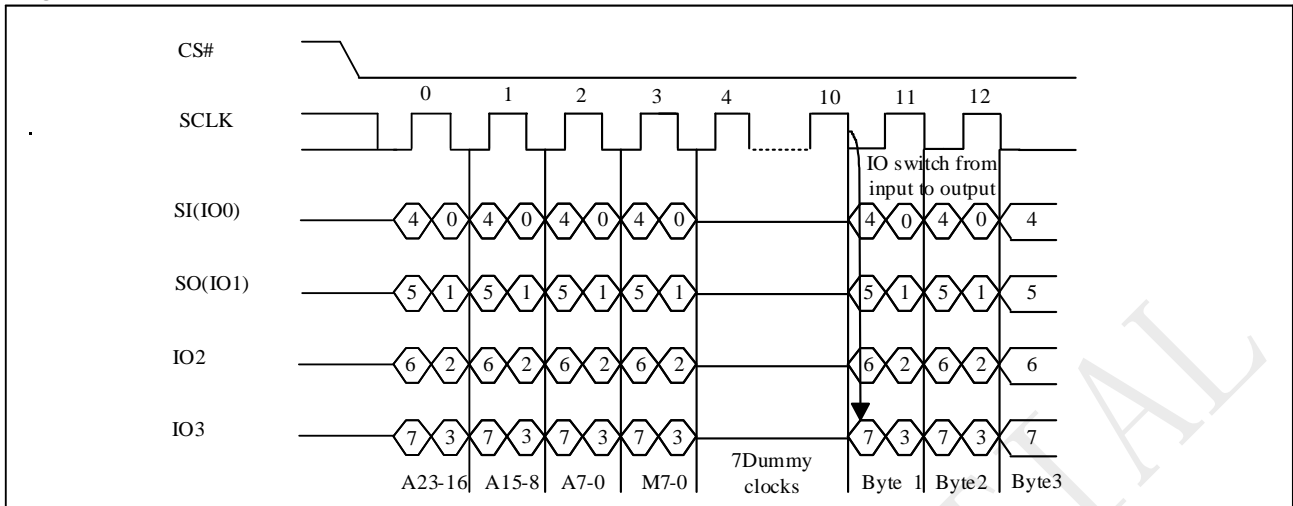 CS#
0 1 2 3 4 10 11 12
SCLK
IO switch from
input to output
SI(IO0) 4 0 4 0 4 0 4 0 4 0 4 0 4
SO(IO1) 5 1 5 1 5 1 5 1 5 1 5 1 5
IO2 6 2 6 2 6 2 6 2 6 2 6 2 6
IO3 7 3 7 3 7 3 7 3 7 3 7 3 7
A23-16 A15-8 A7-0 M7-0 7Dummy
clocks Byte 1 Byte2 Byte3